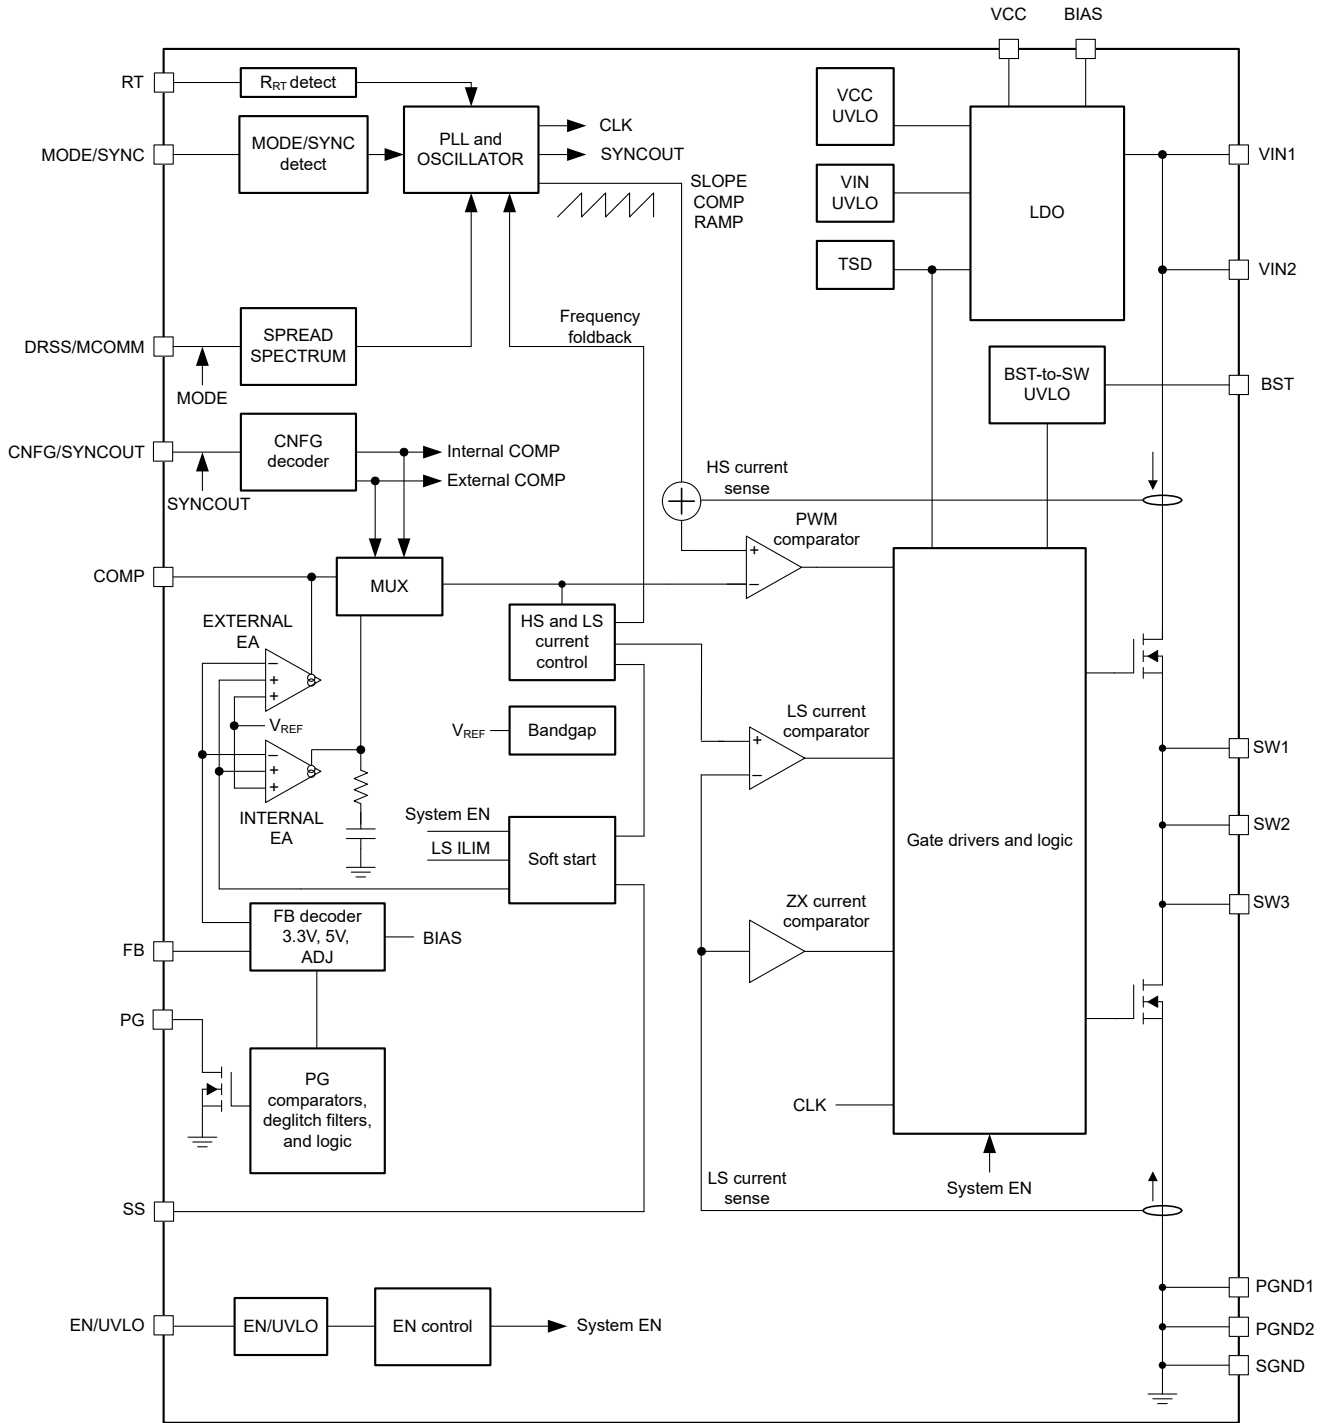 VCC
BIAS
RT
R_RT detect
MODE/SYNC
MODE/SYNC
detect
PLL and
OSCILLATOR
CLK
SYNCOUT
SLOPE
COMP
RAMP
VCC
UVLO
VIN
UVLO
TSD
LDO
VIN1
VIN2
DRSS/MCOMM
MODE
SPREAD
SPECTRUM
Frequency
foldback
BST-to-SW
UVLO
BST
CNFG/SYNCOUT
SYNCOUT
CNFG
decoder
Internal COMP
External COMP
HS current
sense
+
PWM
comparator
+
−
COMP
MUX
EXTERNAL
EA
−
+
+
V_REF
−
+
+
INTERNAL
EA
HS and LS
current
control
V_REF
Bandgap
LS current
comparator
+
−
SW1
SW2
SW3
System EN
LS ILIM
Soft start
Gate drivers and logic
ZX current
comparator
FB
FB decoder
3.3V, 5V,
ADJ
BIAS
PG
PG
comparators,
deglitch filters,
and logic
CLK
System EN
LS current
sense
SS
EN/UVLO
EN/UVLO
EN control
System EN
PGND1
PGND2
SGND